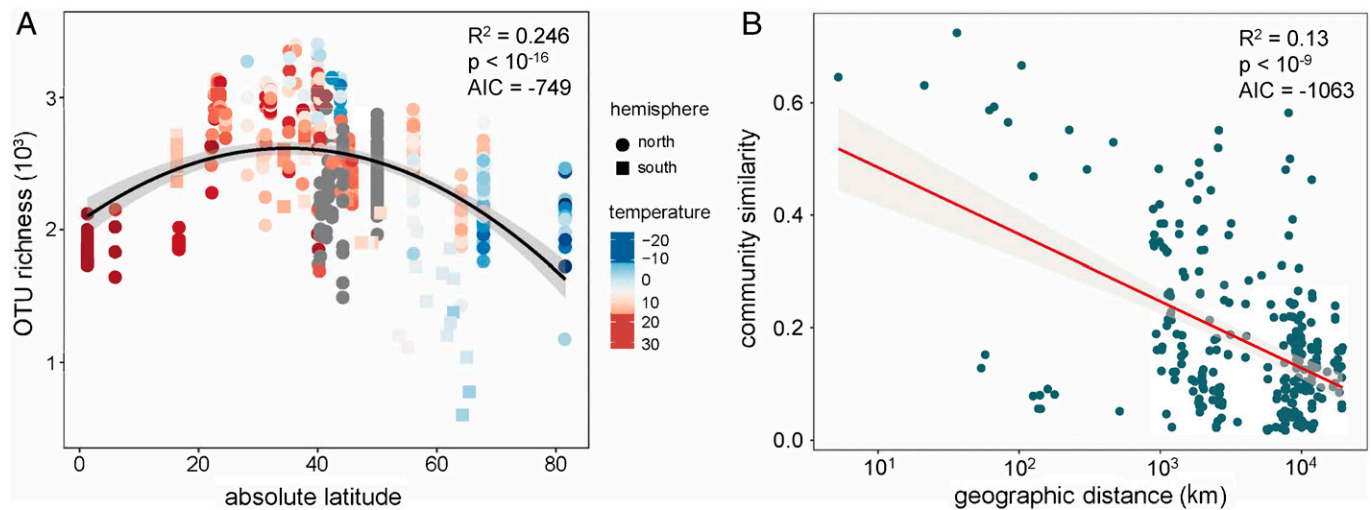 A
R² = 0.246
p < 10⁻¹⁶
AIC = -749
OTU richness (10³)
3
2
1
0
20
40
60
80
absolute latitude
hemisphere
north
south
temperature
−20
−10
0
10
20
30
B
R² = 0.13
p < 10⁻⁹
AIC = -1063
community similarity
0.6
0.4
0.2
0.0
10¹
10²
10³
10⁴
geographic distance (km)